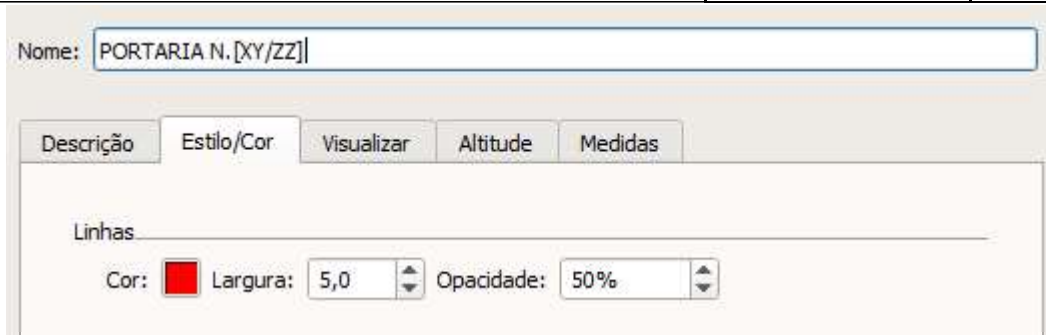 Nome: PORTARIA N. [XY/ZZ]
Descrição Estilo/Cor Visualizar Altitude Medidas
Linhas
Cor: Largura: 5,0 Opacidade: 50%